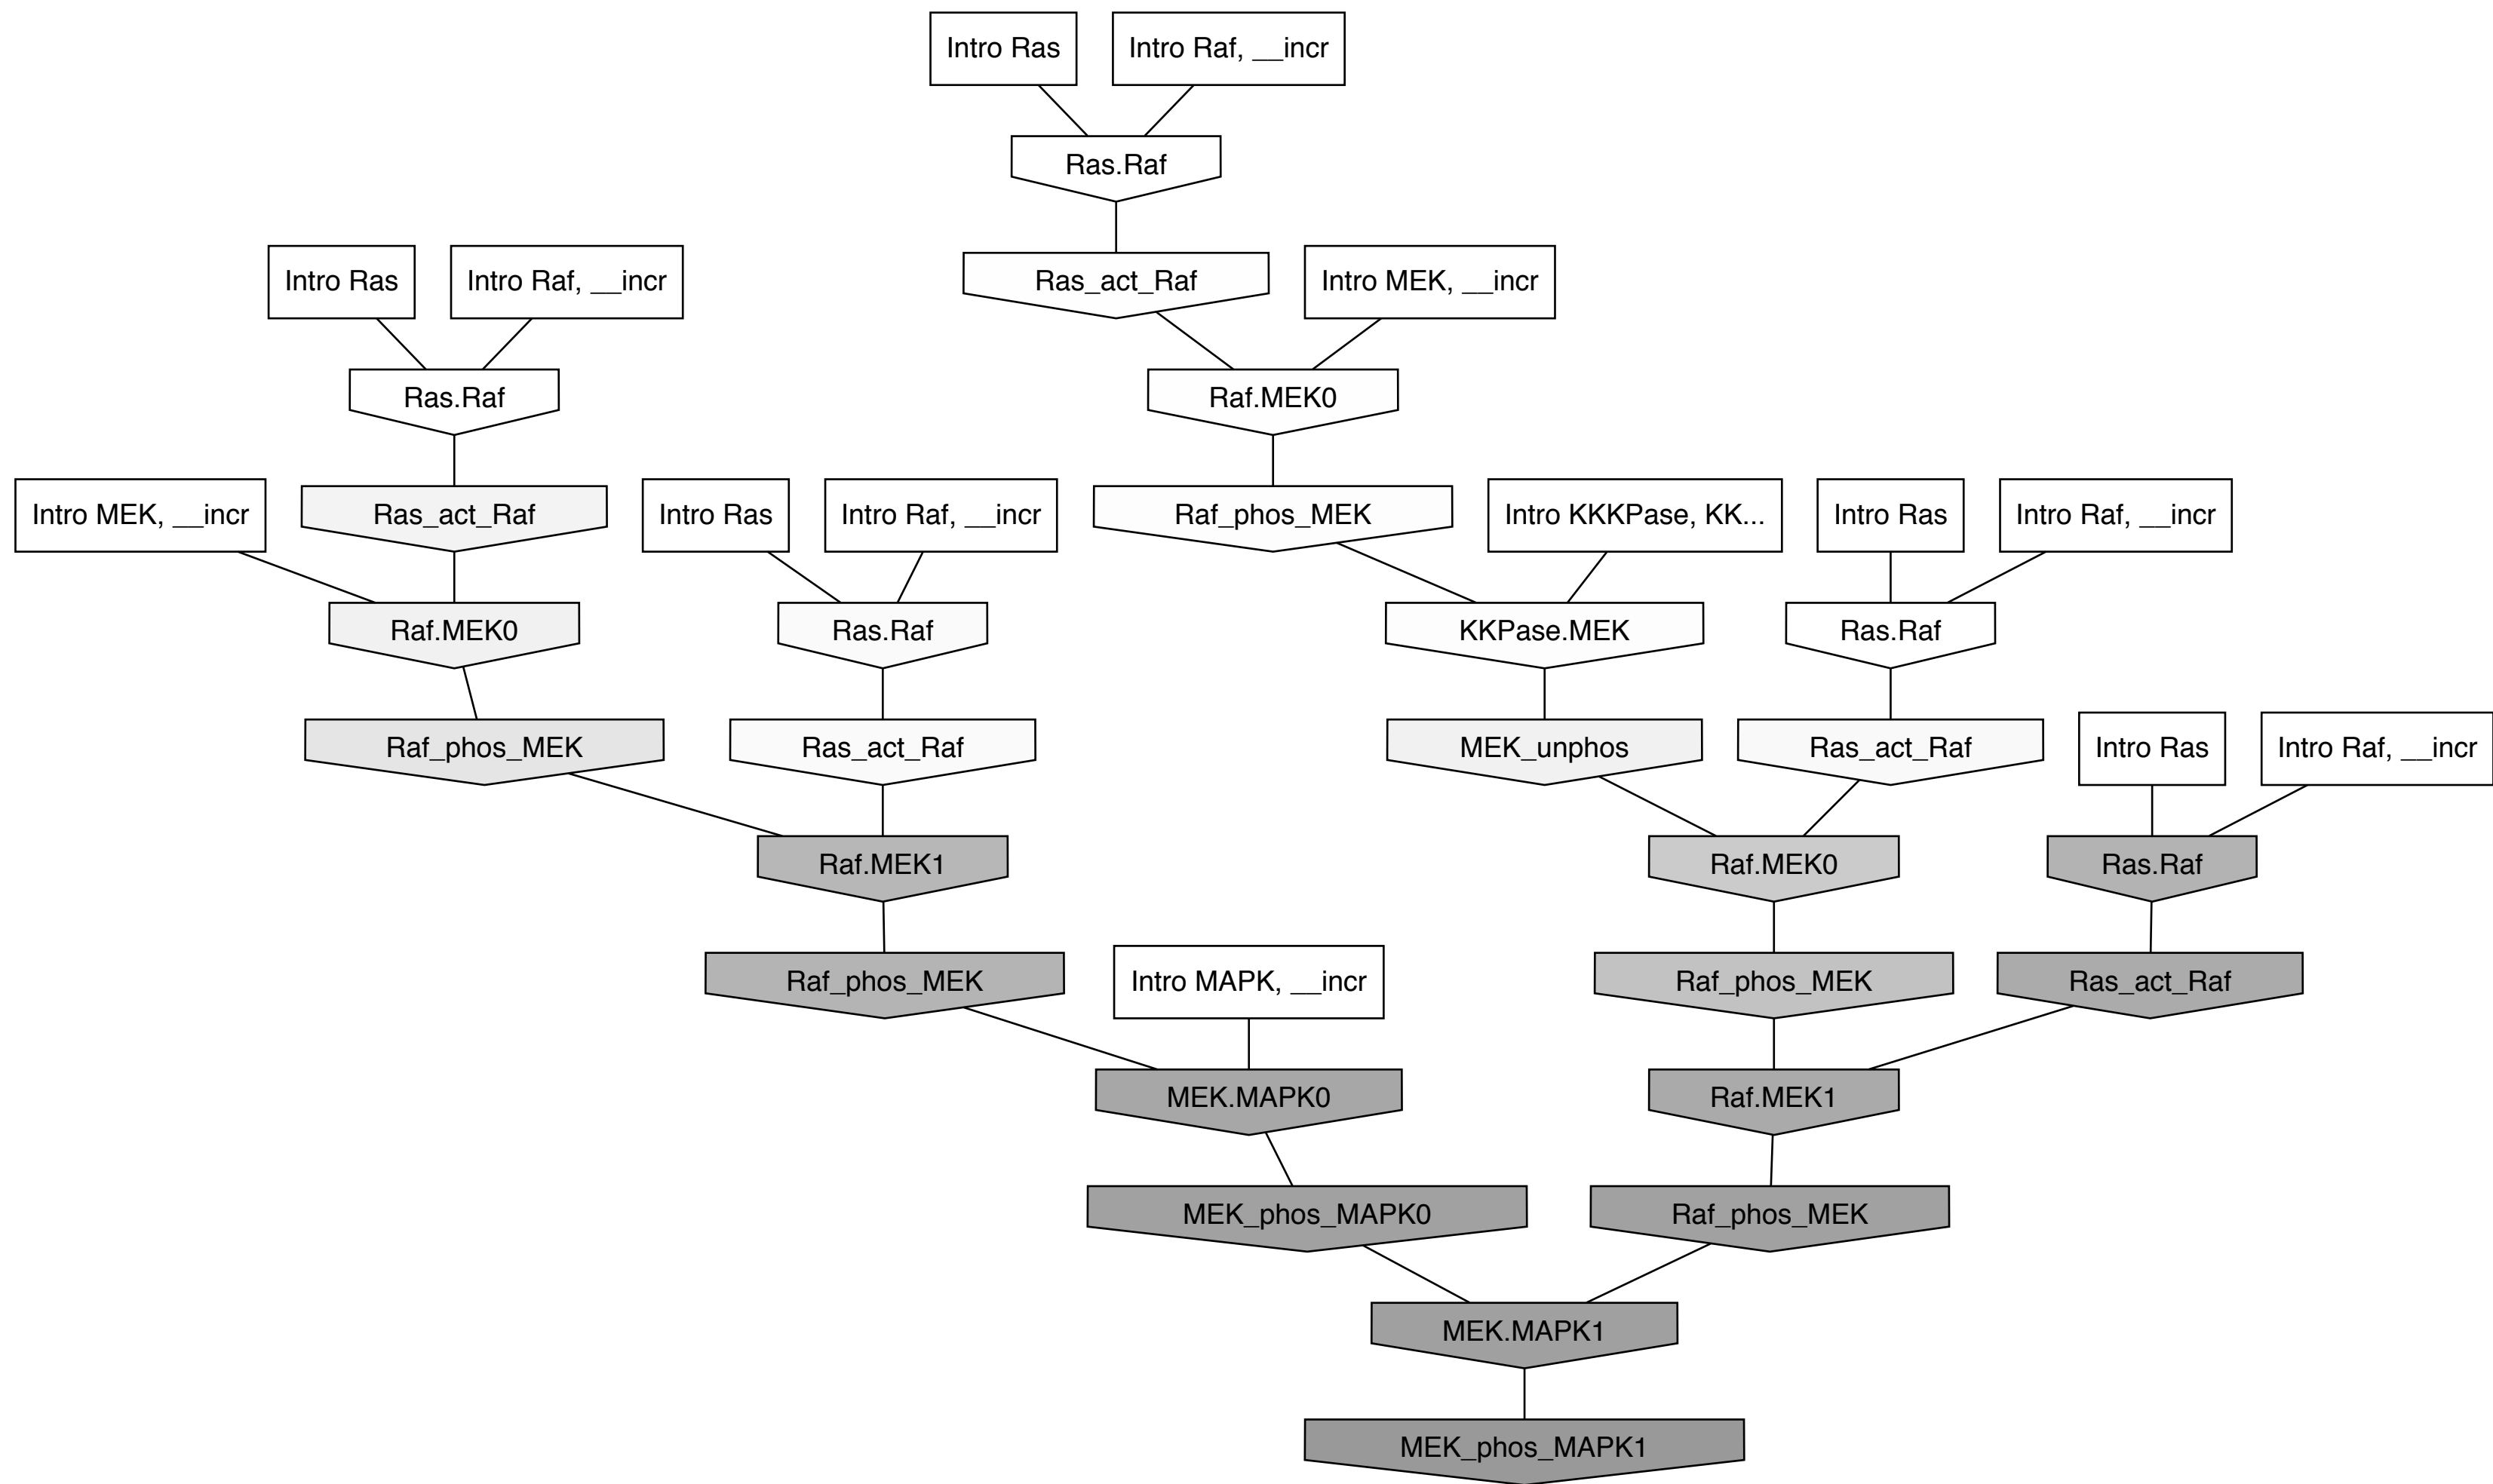 Intro Ras
Intro Raf, __incr
Ras.Raf
Intro Ras
Intro Raf, __incr
Ras_act_Raf
Intro MEK, __incr
Ras.Raf
Raf.MEK0
Intro MEK, __incr
Ras_act_Raf
Intro Ras
Intro Raf, __incr
Raf_phos_MEK
Intro KKKPase, KK...
Intro Ras
Intro Raf, __incr
Raf.MEK0
Ras.Raf
KKPase.MEK
Ras.Raf
Raf_phos_MEK
Ras_act_Raf
MEK_unphos
Ras_act_Raf
Intro Ras
Intro Raf, __incr
Raf.MEK1
Raf.MEK0
Ras.Raf
Raf_phos_MEK
Intro MAPK, __incr
Raf_phos_MEK
Ras_act_Raf
MEK.MAPK0
Raf.MEK1
MEK_phos_MAPK0
Raf_phos_MEK
MEK.MAPK1
MEK_phos_MAPK1